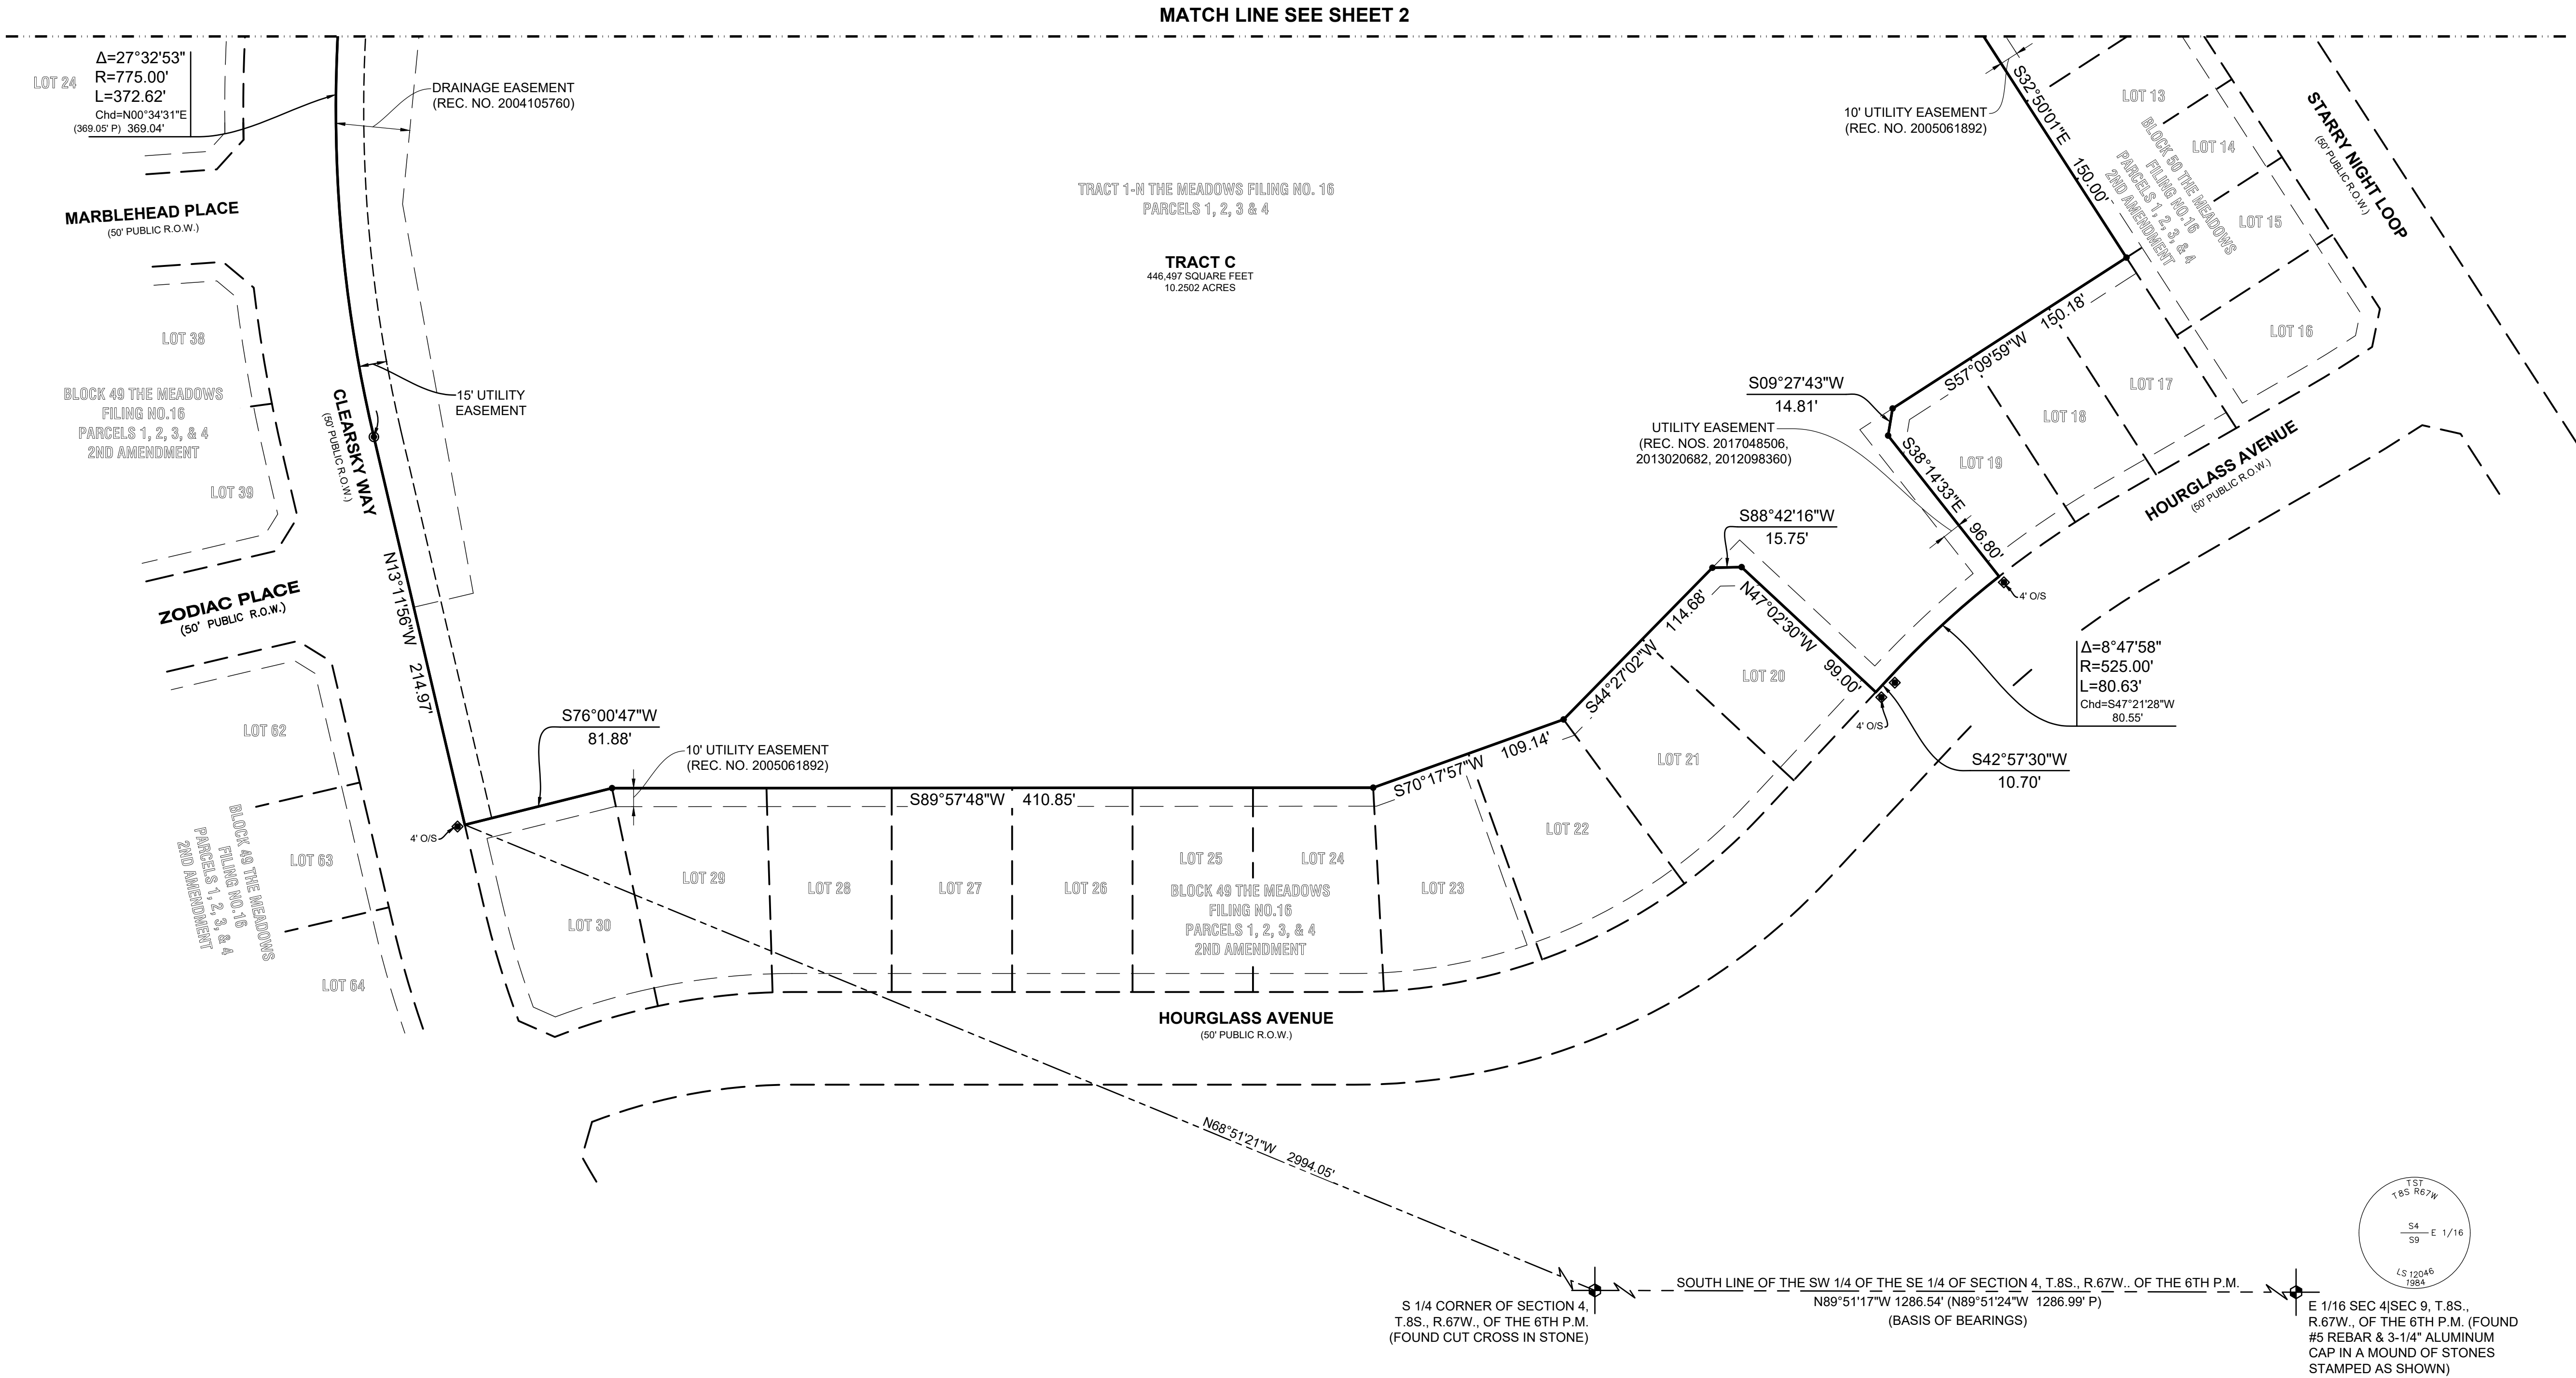 MATCH LINE SEE SHEET 2
LOT 24
Δ=27°32'53"
R=775.00'
L=372.62'
Chd=N00°34'31"E
(369.05' P) 369.04'
DRAINAGE EASEMENT
(REC. NO. 2004105760)
MARBLEHEAD PLACE
(50' PUBLIC R.O.W.)
LOT 38
BLOCK 49 THE MEADOWS
FILING NO.16
PARCELS 1, 2, 3, & 4
2ND AMENDMENT
LOT 39
CLEARSKY WAY
(50' PUBLIC R.O.W.)
15' UTILITY
EASEMENT
ZODIAC PLACE
(50' PUBLIC R.O.W.)
N13°11'56"W 214.97'
LOT 62
LOT 63
BLOCK 49 THE MEADOWS
FILING NO.16
PARCELS 1, 2, 3, & 4
2ND AMENDMENT
LOT 64
TRACT 1-N THE MEADOWS FILING NO. 16
PARCELS 1, 2, 3 & 4
TRACT C
446,497 SQUARE FEET
10.2502 ACRES
10' UTILITY EASEMENT
(REC. NO. 2005061892)
S32°50'01"E 150.00'
LOT 13
LOT 14
LOT 15
LOT 16
BLOCK 50 THE MEADOWS
FILING NO.16
PARCELS 1, 2, 3, & 4
2ND AMENDMENT
STARRY NIGHT LOOP
(50' PUBLIC R.O.W.)
S57°09'59"W 150.18'
LOT 17
LOT 18
LOT 19
S09°27'43"W
14.81'
UTILITY EASEMENT
(REC. NOS. 2017048506,
2013020682, 2012098360)
S38°14'33"E 96.80'
HOURGLASS AVENUE
(50' PUBLIC R.O.W.)
4' O/S
S88°42'16"W
15.75'
N47°02'30"W 99.00'
S44°27'02"W 114.68'
LOT 20
LOT 21
LOT 22
4' O/S
Δ=8°47'58"
R=525.00'
L=80.63'
Chd=S47°21'28"W
80.55'
S42°57'30"W
10.70'
S76°00'47"W
81.88'
10' UTILITY EASEMENT
(REC. NO. 2005061892)
4' O/S
S89°57'48"W 410.85'
S70°17'57"W 109.14'
LOT 30
LOT 29
LOT 28
LOT 27
LOT 26
LOT 25
LOT 24
LOT 23
BLOCK 49 THE MEADOWS
FILING NO.16
PARCELS 1, 2, 3, & 4
2ND AMENDMENT
HOURGLASS AVENUE
(50' PUBLIC R.O.W.)
N68°51'21"W 2994.05'
TST
T8S R67W
S4
S9
E 1/16
LS 12046
1984
SOUTH LINE OF THE SW 1/4 OF THE SE 1/4 OF SECTION 4, T.8S., R.67W.. OF THE 6TH P.M.
N89°51'17"W 1286.54' (N89°51'24"W 1286.99' P)
(BASIS OF BEARINGS)
S 1/4 CORNER OF SECTION 4,
T.8S., R.67W., OF THE 6TH P.M.
(FOUND CUT CROSS IN STONE)
E 1/16 SEC 4|SEC 9, T.8S.,
R.67W., OF THE 6TH P.M. (FOUND
#5 REBAR & 3-1/4" ALUMINUM
CAP IN A MOUND OF STONES
STAMPED AS SHOWN)